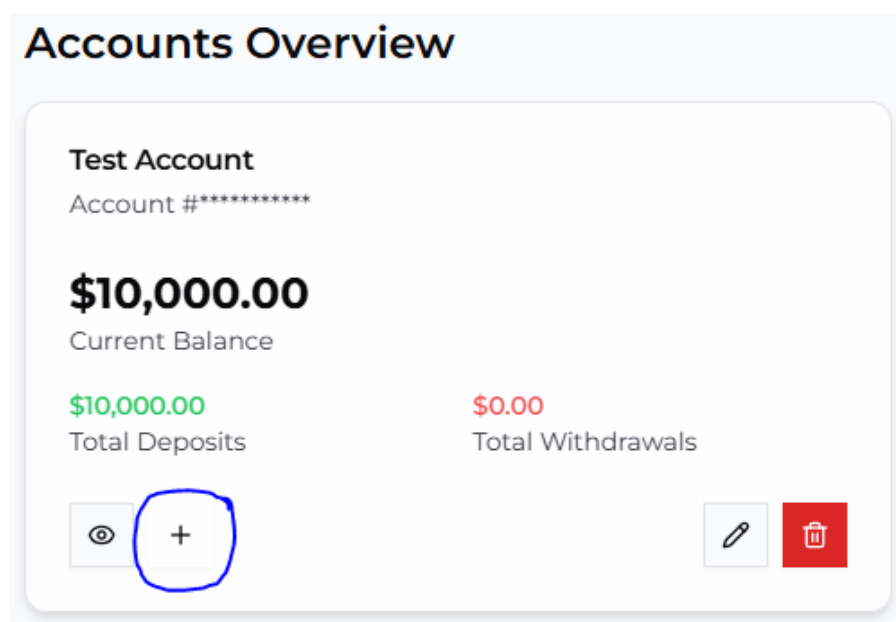 Accounts Overview
Test Account
Account #***********
$10,000.00
Current Balance
$10,000.00
Total Deposits
$0.00
Total Withdrawals